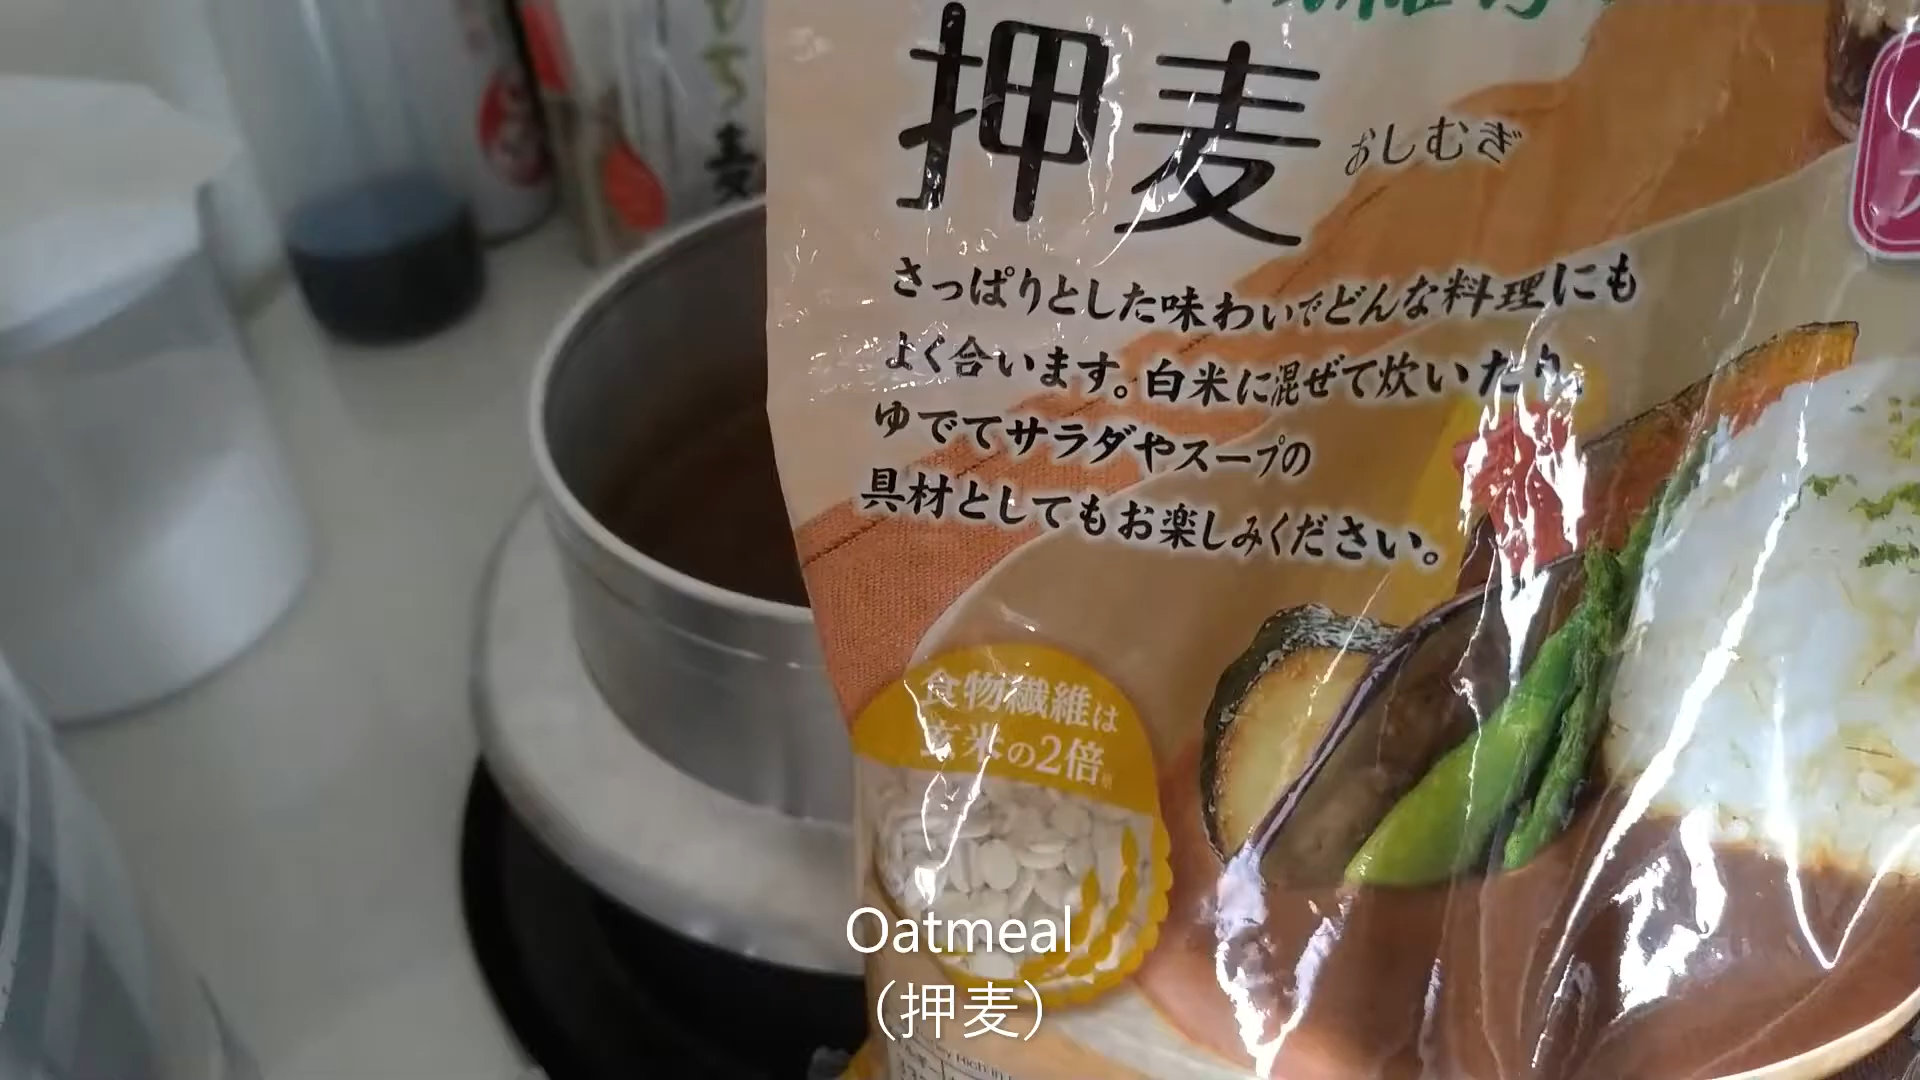 押麦 おしむぎ
さっぱりとした味わいでどんな料理にも
よく合います。白米に混ぜて炊いたり、
ゆでてサラダやスープの
具材としてもお楽しみください。
食物繊維は
玄米の2倍
Oatmeal
（押麦）